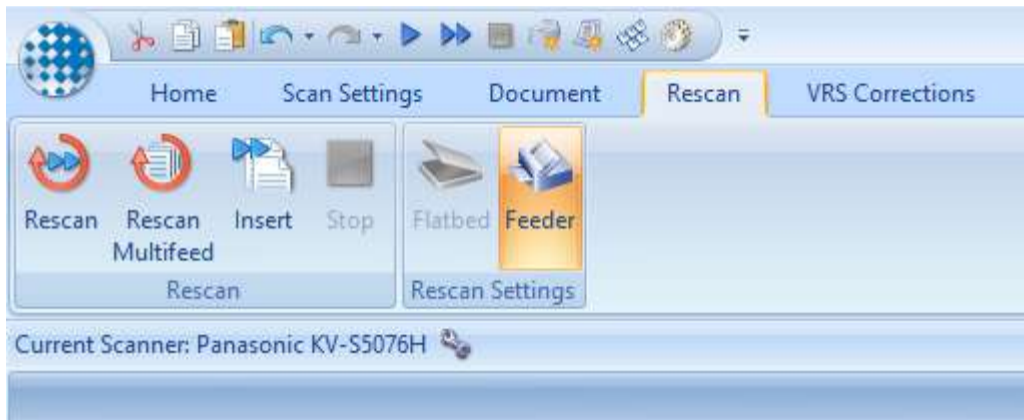 Home Scan Settings Document Rescan VRS Corrections
Rescan Rescan Multifeed Insert Stop Flatbed Feeder
Rescan Rescan Settings
Current Scanner: Panasonic KV-S5076H